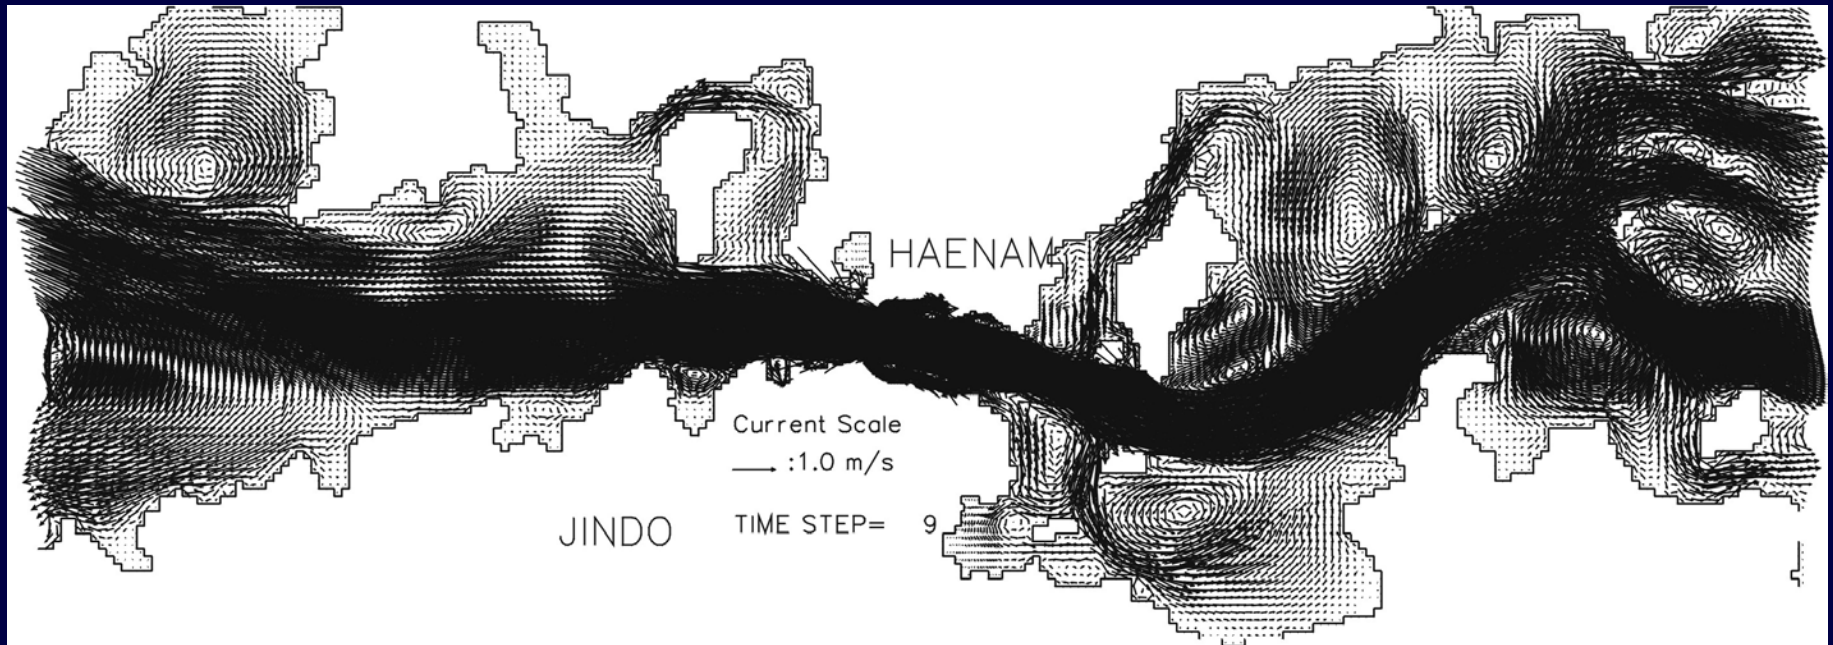 HAENAM
Current Scale
:1.0 m/s
JINDO
TIME STEP= 9